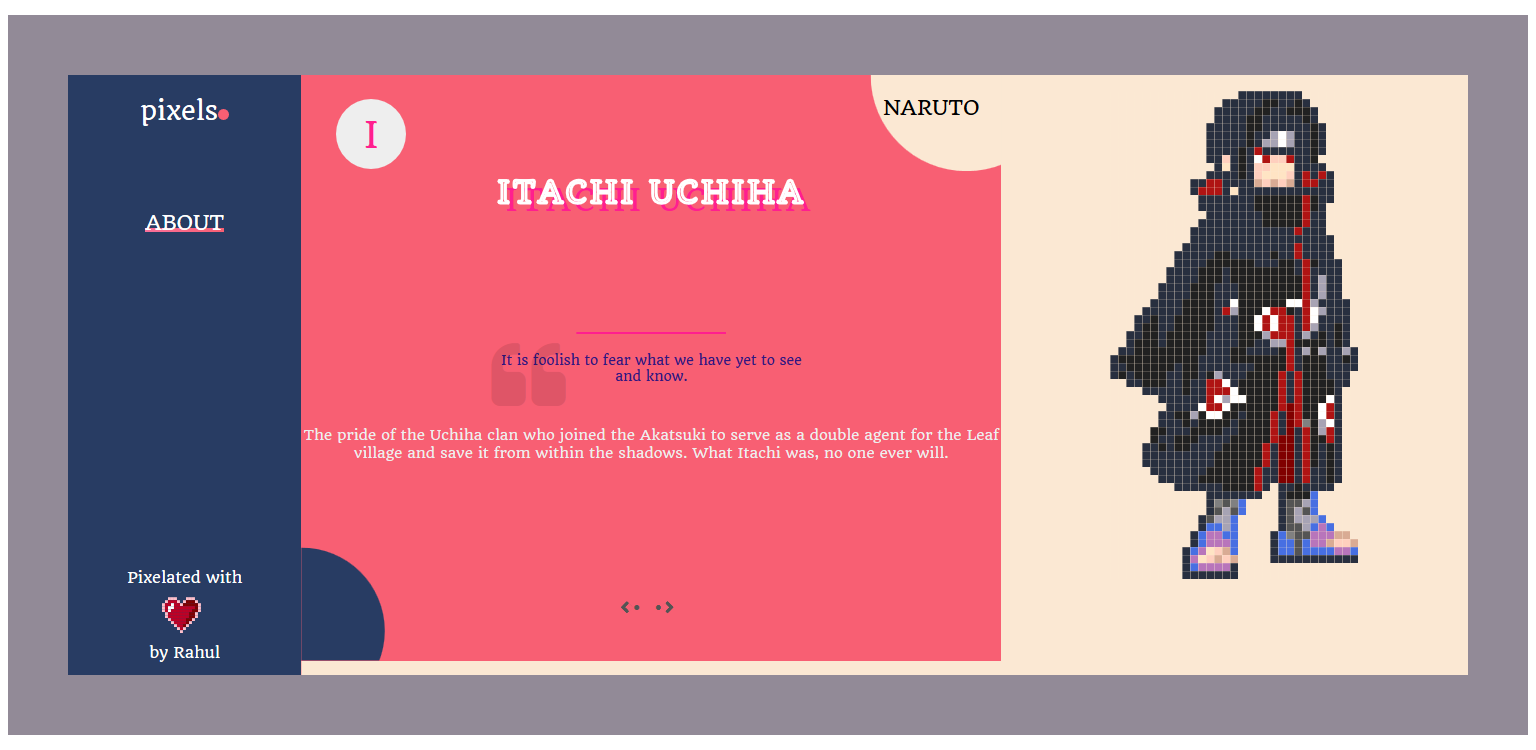 pixels
ABOUT
Pixelated with
by Rahul
I
NARUTO
ITACHI UCHIHA
It is foolish to fear what we have yet to see
and know.
The pride of the Uchiha clan who joined the Akatsuki to serve as a double agent for the Leaf
village and save it from within the shadows. What Itachi was, no one ever will.